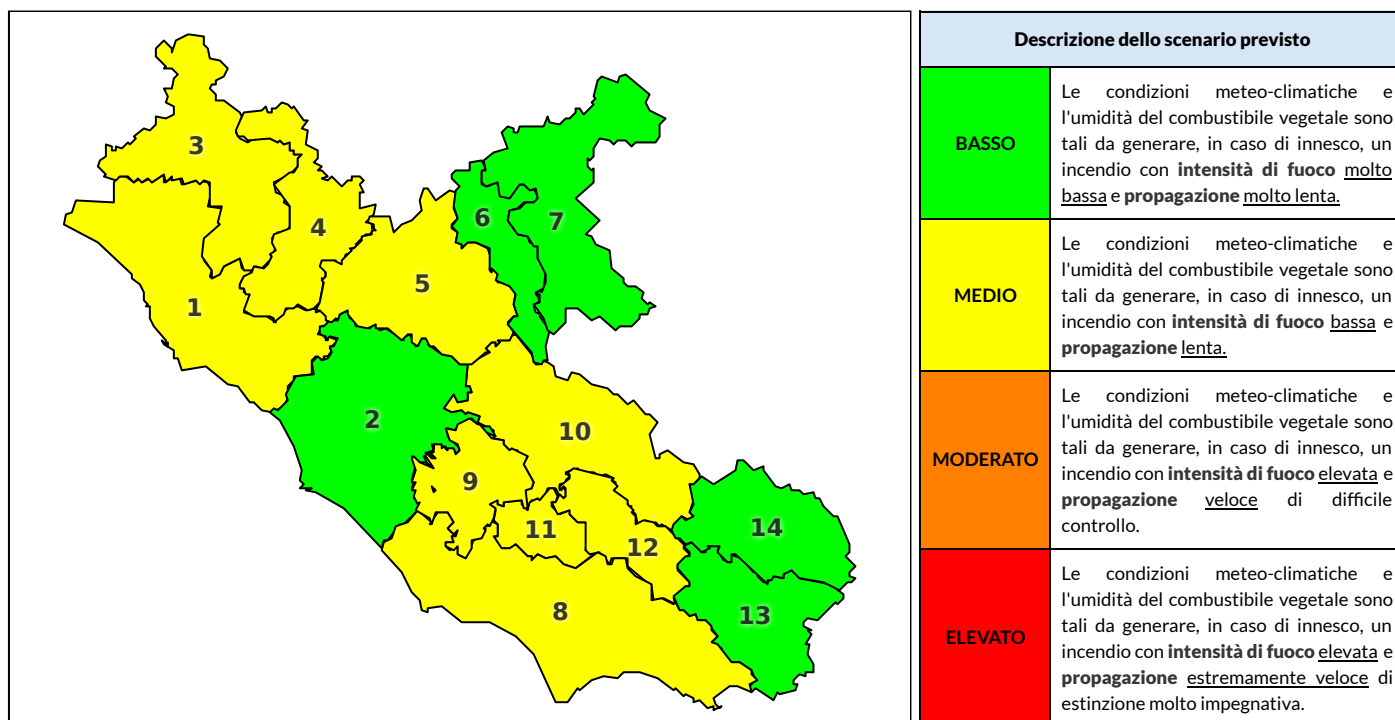 3
4
6
7
5
1
2
10
9
11
12
14
8
13
Descrizione dello scenario previsto
BASSO
Le condizioni meteo-climatiche e
l'umidità del combustibile vegetale sono
tali da generare, in caso di innesco, un
incendio con intensità di fuoco molto
bassa e propagazione molto lenta.
MEDIO
Le condizioni meteo-climatiche e
l'umidità del combustibile vegetale sono
tali da generare, in caso di innesco, un
incendio con intensità di fuoco bassa e
propagazione lenta.
MODERATO
Le condizioni meteo-climatiche e
l'umidità del combustibile vegetale sono
tali da generare, in caso di innesco, un
incendio con intensità di fuoco elevata e
propagazione veloce di difficile
controllo.
ELEVATO
Le condizioni meteo-climatiche e
l'umidità del combustibile vegetale sono
tali da generare, in caso di innesco, un
incendio con intensità di fuoco elevata e
propagazione estremamente veloce di
estinzione molto impegnativa.